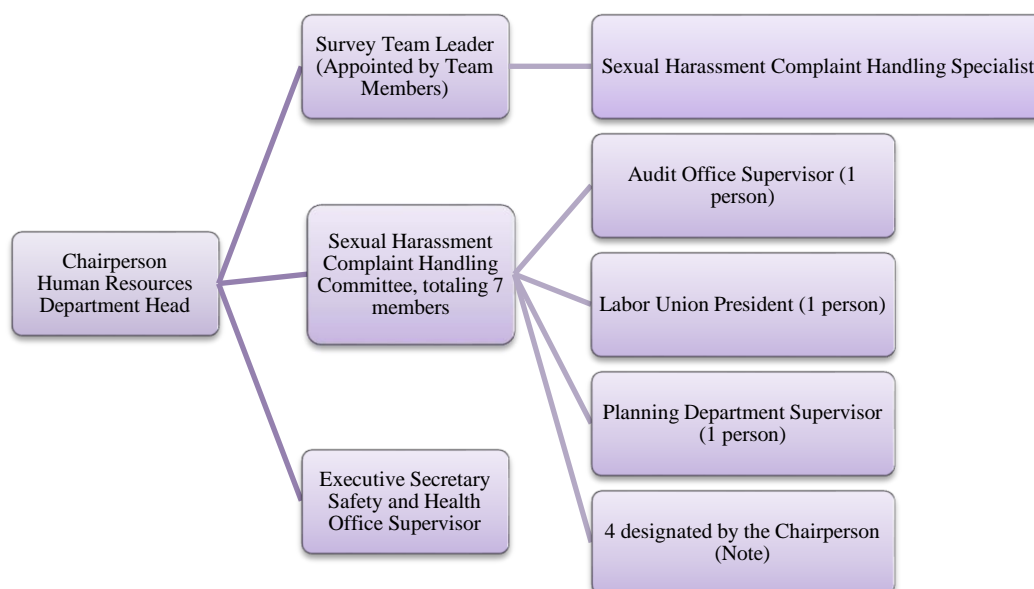 Chairperson
Human Resources
Department Head
Survey Team Leader
(Appointed by Team
Members)
Sexual Harassment Complaint Handling Specialist
Sexual Harassment
Complaint Handling
Committee, totaling 7
members
Audit Office Supervisor (1
person)
Labor Union President (1 person)
Planning Department Supervisor
(1 person)
4 designated by the Chairperson
(Note)
Executive Secretary
Safety and Health
Office Supervisor